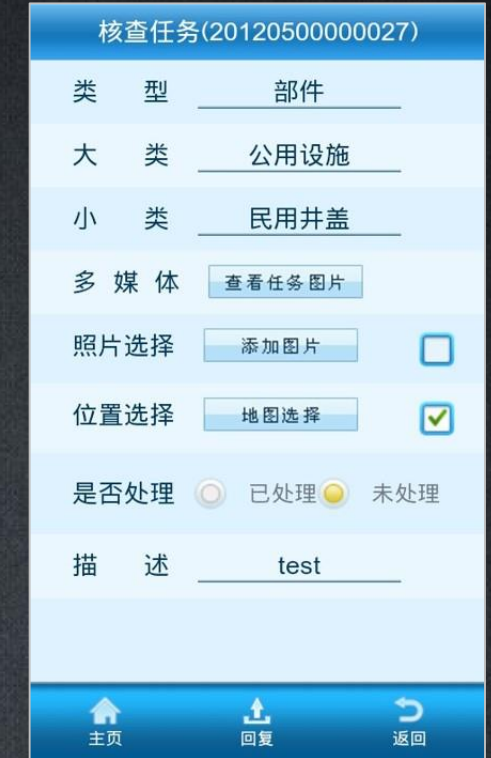 核查任务(20120500000027)
类 型 部件
大 类 公用设施
小 类 民用井盖
多 媒 体 查看任务图片
照片选择 添加图片
位置选择 地图选择
是否处理 已处理 未处理
描 述 test
主页 回复 返回